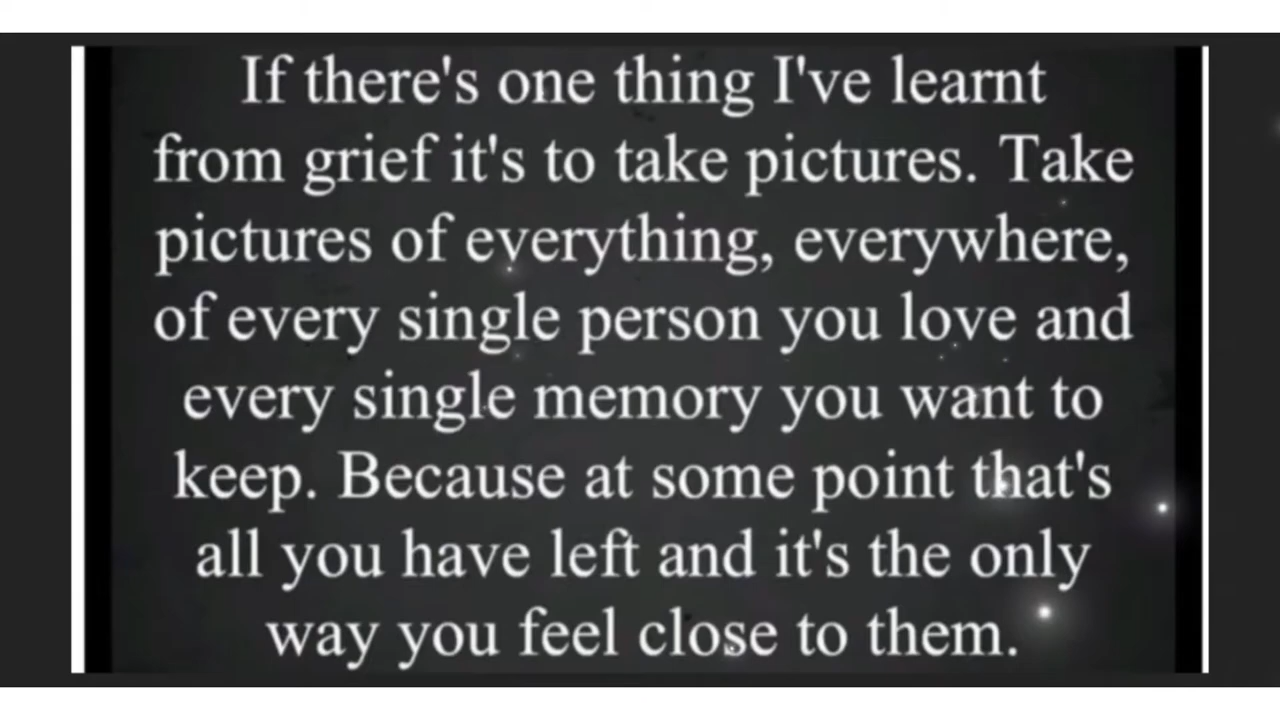 If there's one thing I've learnt
from grief it's to take pictures. Take
pictures of everything, everywhere,
of every single person you love and
every single memory you want to
keep. Because at some point that's
all you have left and it's the only
way you feel close to them.